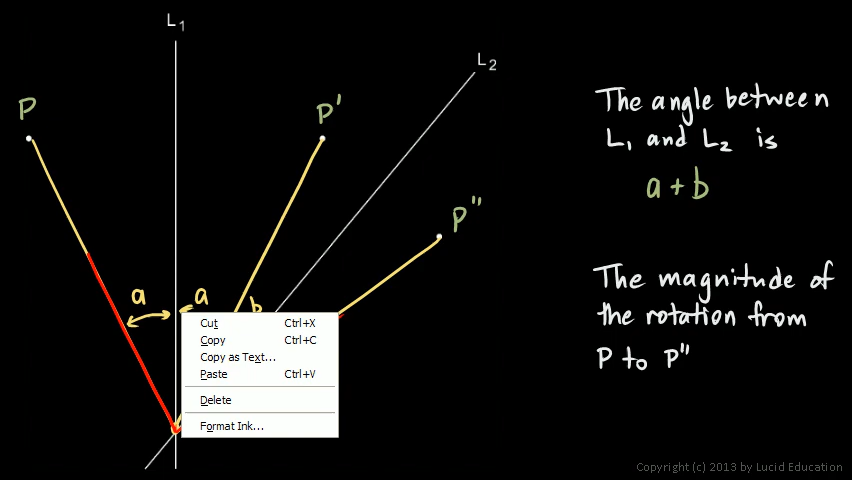 L1
L2
P
P'
P"
a
a
b
The angle between
L1 and L2 is
a + b
The magnitude of
the rotation from
P to P"
Cut Ctrl+X
Copy Ctrl+C
Copy as Text...
Paste Ctrl+V
Delete
Format Ink...
Copyright (c) 2013 by Lucid Education